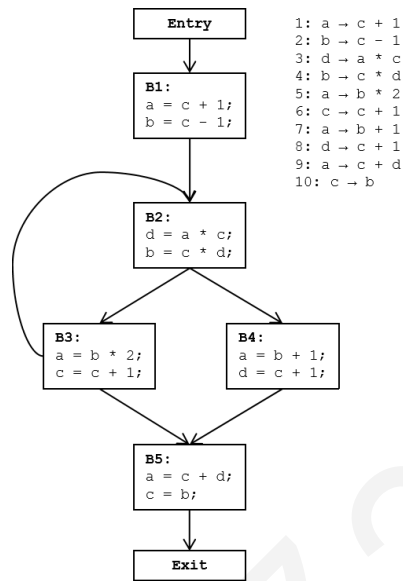 Entry
B1:
a = c + 1;
b = c - 1;
B2:
d = a * c;
b = c * d;
B3:
a = b * 2;
c = c + 1;
B4:
a = b + 1;
d = c + 1;
B5:
a = c + d;
c = b;
Exit
1: a → c + 1
2: b → c - 1
3: d → a * c
4: b → c * d
5: a → b * 2
6: c → c + 1
7: a → b + 1
8: d → c + 1
9: a → c + d
10: c → b